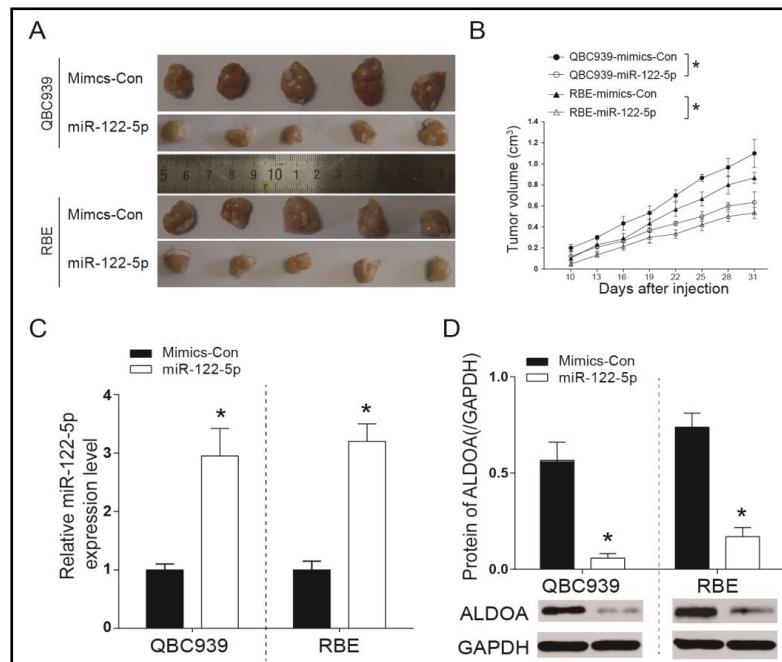 A
QBC939
Mimcs-Con
miR-122-5p
5 6 7 8 9 10 1 2 3 4 5 6 7 8
RBE
Mimcs-Con
miR-122-5p
B
QBC939-mimics-Con
QBC939-miR-122-5p
*
RBE-mimics-Con
RBE-miR-122-5p
*
Tumor volume (cm³)
1.4
1.2
1.0
0.8
0.6
0.4
0.2
0
10 13 16 19 22 25 28 31
Days after injection
C
Mimics-Con
miR-122-5p
Relative miR-122-5p
expression level
4
3
2
1
0
* *
QBC939 RBE
D
Mimics-Con
miR-122-5p
Protein of ALDOA(/GAPDH)
1.0
0.5
0.0
* *
QBC939 RBE
ALDOA
GAPDH